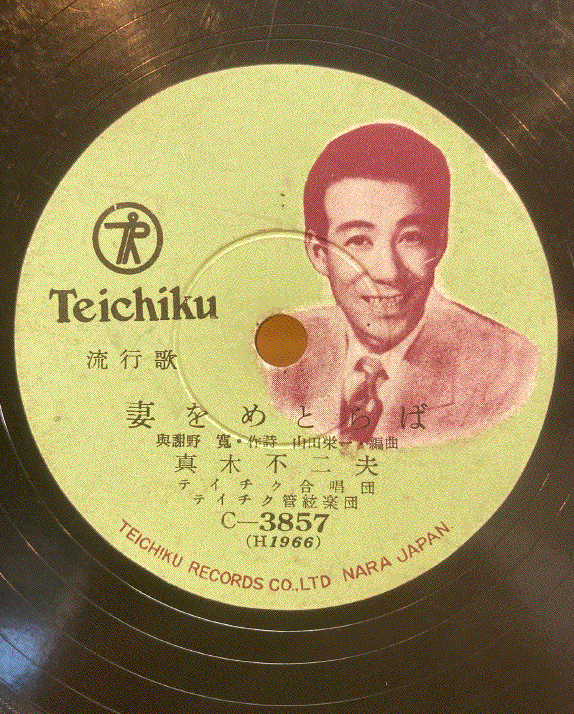 Teichiku
流行歌
妻をめとらば
與謝野 寛・作詩 山田栄一・編曲
真木不二夫
テイチク合唱団
テイチク管絃楽団
C—3857
(H1966)
TEICHIKU RECORDS CO.,LTD NARA JAPAN